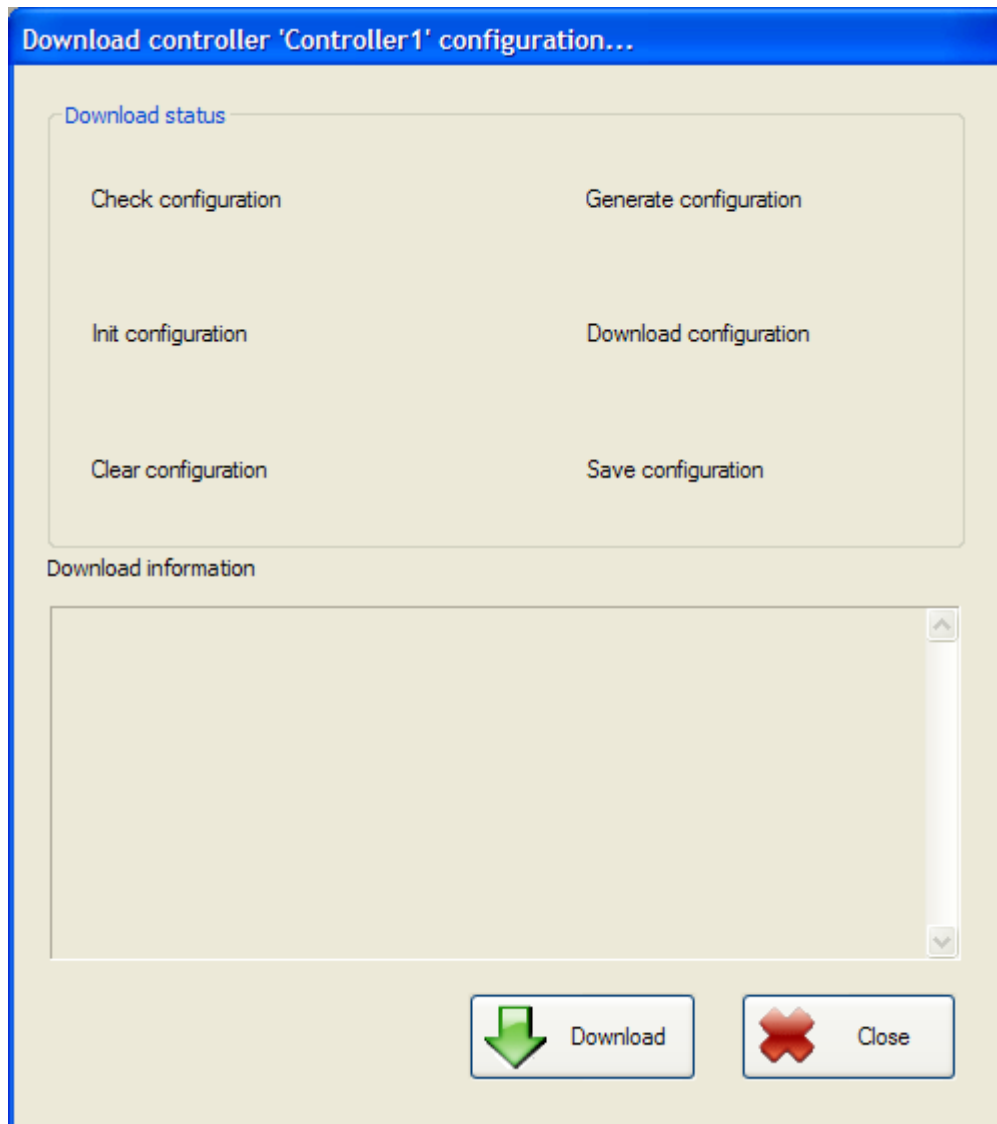 Download controller 'Controller1' configuration...
Download status
Check configuration
Generate configuration
Init configuration
Download configuration
Clear configuration
Save configuration
Download information
Download
Close